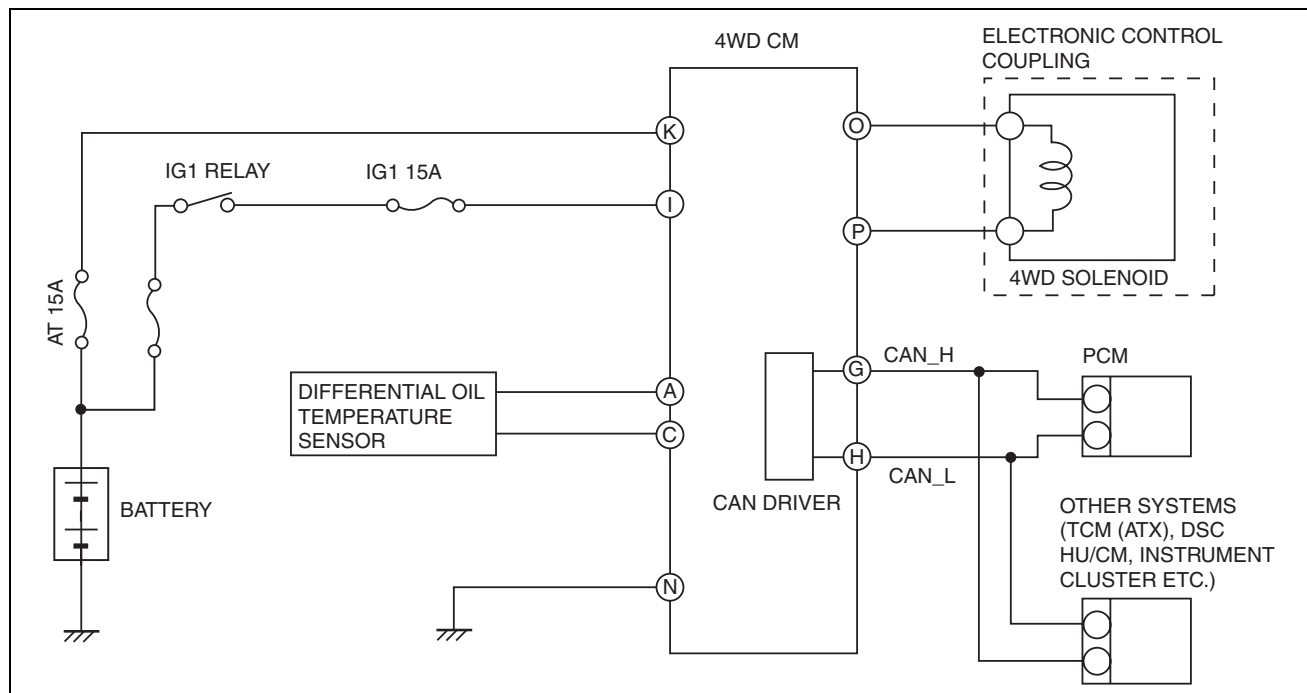 4WD CM
ELECTRONIC CONTROL
COUPLING
K
O
IG1 RELAY
IG1 15A
I
P
4WD SOLENOID
AT 15A
CAN_H
PCM
G
DIFFERENTIAL OIL
TEMPERATURE
SENSOR
A
C
H
CAN_L
CAN DRIVER
BATTERY
OTHER SYSTEMS
(TCM (ATX), DSC
HU/CM, INSTRUMENT
CLUSTER ETC.)
N